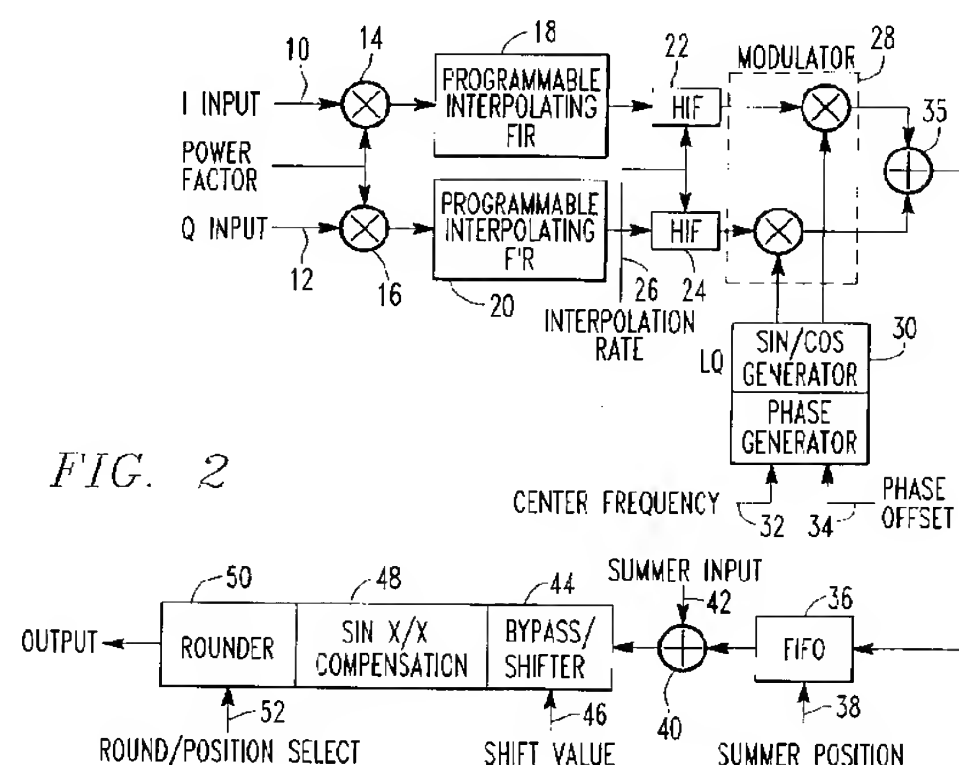 10
14
18
22
MODULATOR
28
I INPUT
PROGRAMMABLE
INTERPOLATING
FIR
HIF
35
POWER
FACTOR
Q INPUT
12
16
PROGRAMMABLE
INTERPOLATING
F'R
20
HIF
26
24
INTERPOLATION
RATE
LQ
SIN/COS
GENERATOR
30
PHASE
GENERATOR
FIG. 2
CENTER FREQUENCY
32
34
PHASE
OFFSET
50
48
44
SUMMER INPUT
42
36
OUTPUT
ROUNDER
SIN X/X
COMPENSATION
BYPASS/
SHIFTER
FIFO
40
52
46
38
ROUND/POSITION SELECT
SHIFT VALUE
SUMMER POSITION